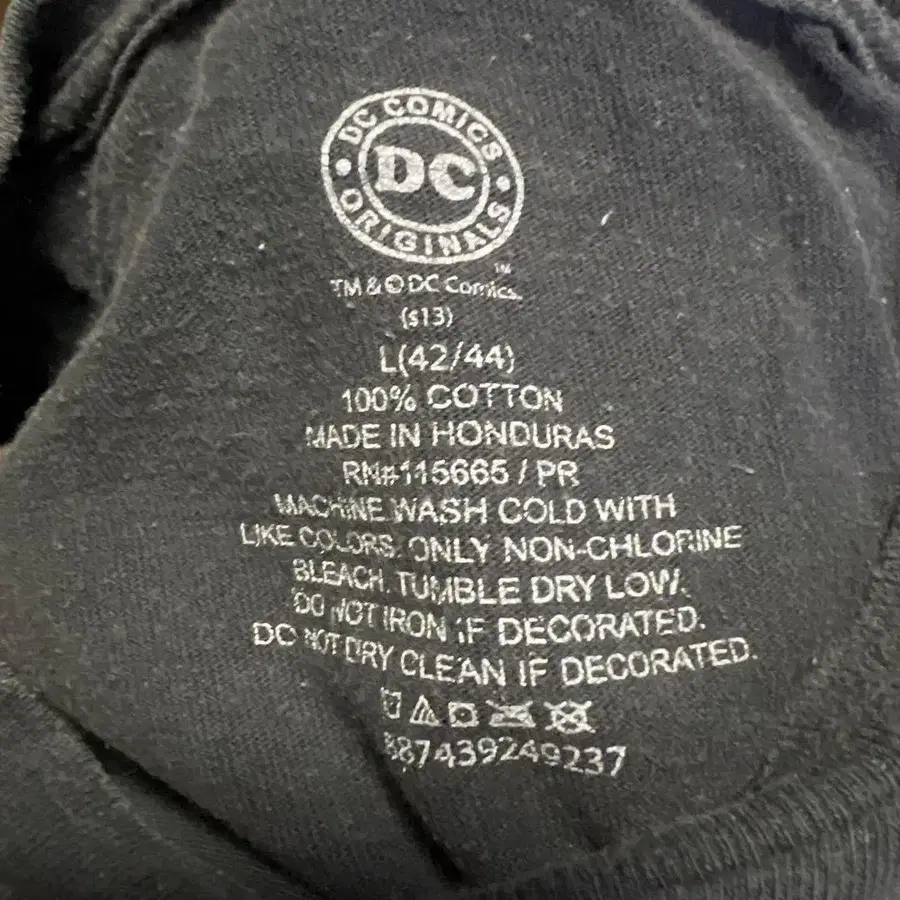 DC COMICS
DC
ORIGINALS
TM
TM & © DC Comics.
(s13)
L(42/44)
100% COTTON
MADE IN HONDURAS
RN#115665 / PR
MACHINE WASH COLD WITH
LIKE COLORS. ONLY NON-CHLORINE
BLEACH. TUMBLE DRY LOW.
DO NOT IRON IF DECORATED.
DO NOT DRY CLEAN IF DECORATED.
887439249237